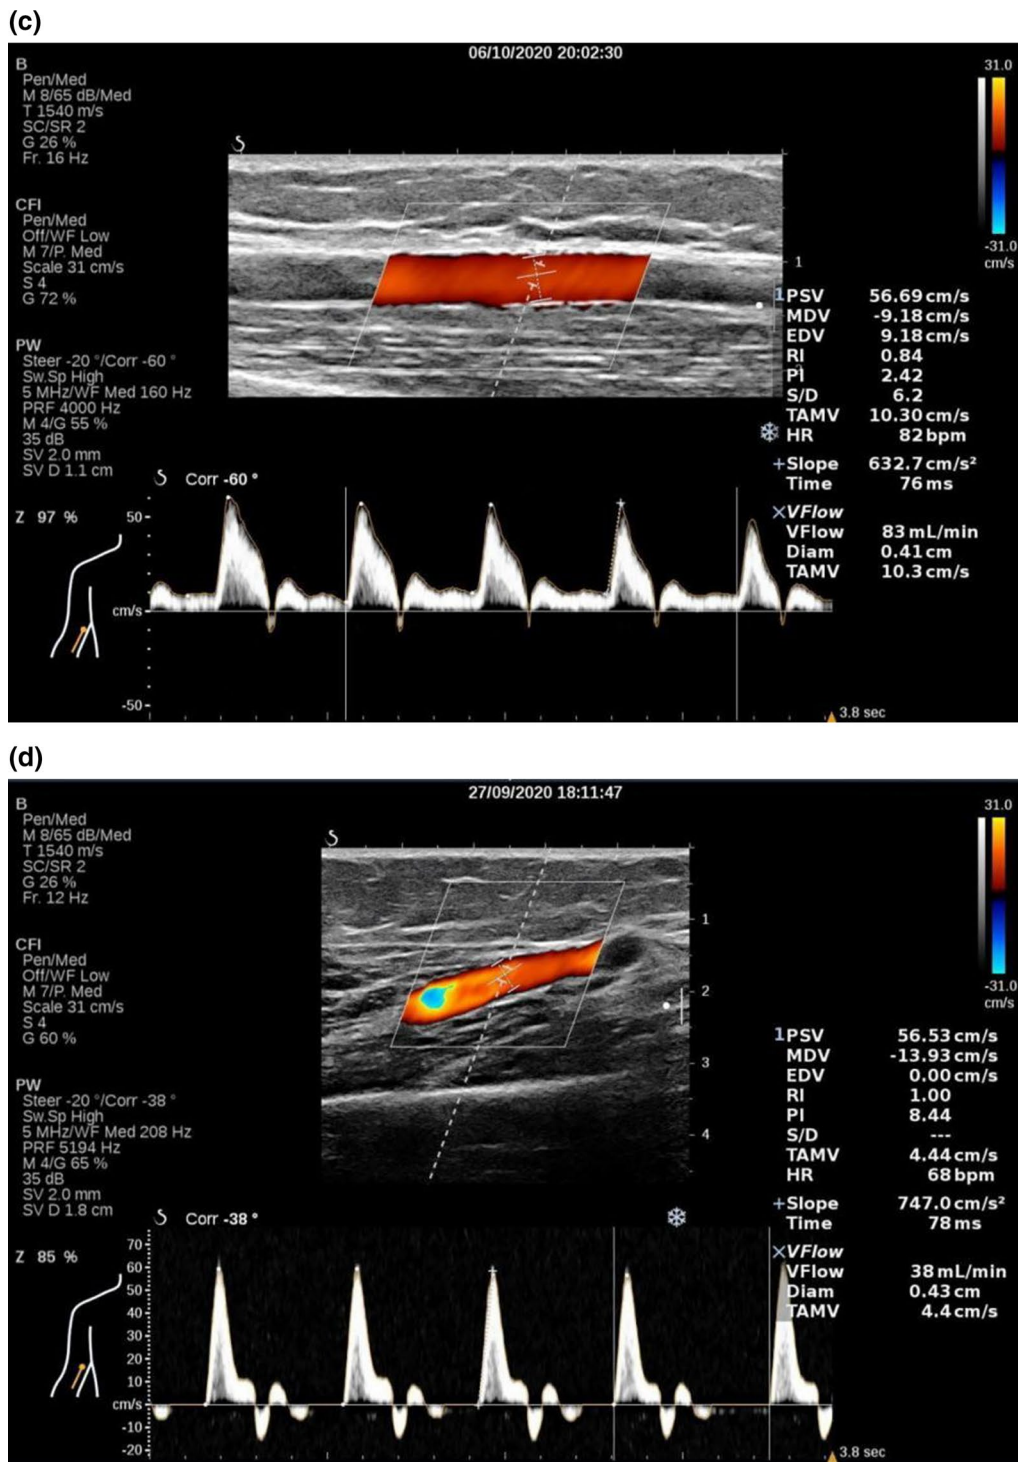 (c)
06/10/2020 20:02:30
B
Pen/Med
M 8/65 dB/Med
T 1540 m/s
SC/SR 2
G 26 %
Fr. 16 Hz
CFI
Pen/Med
Off/WF Low
M 7/P. Med
Scale 31 cm/s
S 4
G 72 %
PW
Steer -20 °/Corr -60 °
Sw.Sp High
5 MHz/WF Med 160 Hz
PRF 4000 Hz
M 4/G 55 %
35 dB
SV 2.0 mm
SV D 1.1 cm
Z 97 %
31.0
-31.0
cm/s
1
1 PSV 56.69 cm/s
MDV -9.18 cm/s
EDV 9.18 cm/s
RI 0.84
PI 2.42
S/D 6.2
TAMV 10.30 cm/s
HR 82 bpm
+Slope 632.7 cm/s²
Time 76 ms
×VFlow
VFlow 83 mL/min
Diam 0.41 cm
TAMV 10.3 cm/s
Corr -60 °
50
cm/s
-50
3.8 sec
(d)
27/09/2020 18:11:47
B
Pen/Med
M 8/65 dB/Med
T 1540 m/s
SC/SR 2
G 26 %
Fr. 12 Hz
CFI
Pen/Med
Off/WF Low
M 7/P. Med
Scale 31 cm/s
S 4
G 60 %
PW
Steer -20 °/Corr -38 °
Sw.Sp High
5 MHz/WF Med 208 Hz
PRF 5194 Hz
M 4/G 65 %
35 dB
SV 2.0 mm
SV D 1.8 cm
Z 85 %
31.0
-31.0
cm/s
1
2
3
4
1 PSV 56.53 cm/s
MDV -13.93 cm/s
EDV 0.00 cm/s
RI 1.00
PI 8.44
S/D ---
TAMV 4.44 cm/s
HR 68 bpm
+Slope 747.0 cm/s²
Time 78 ms
×VFlow
VFlow 38 mL/min
Diam 0.43 cm
TAMV 4.4 cm/s
Corr -38 °
70
60
50
40
30
20
10
cm/s
-10
-20
3.8 sec